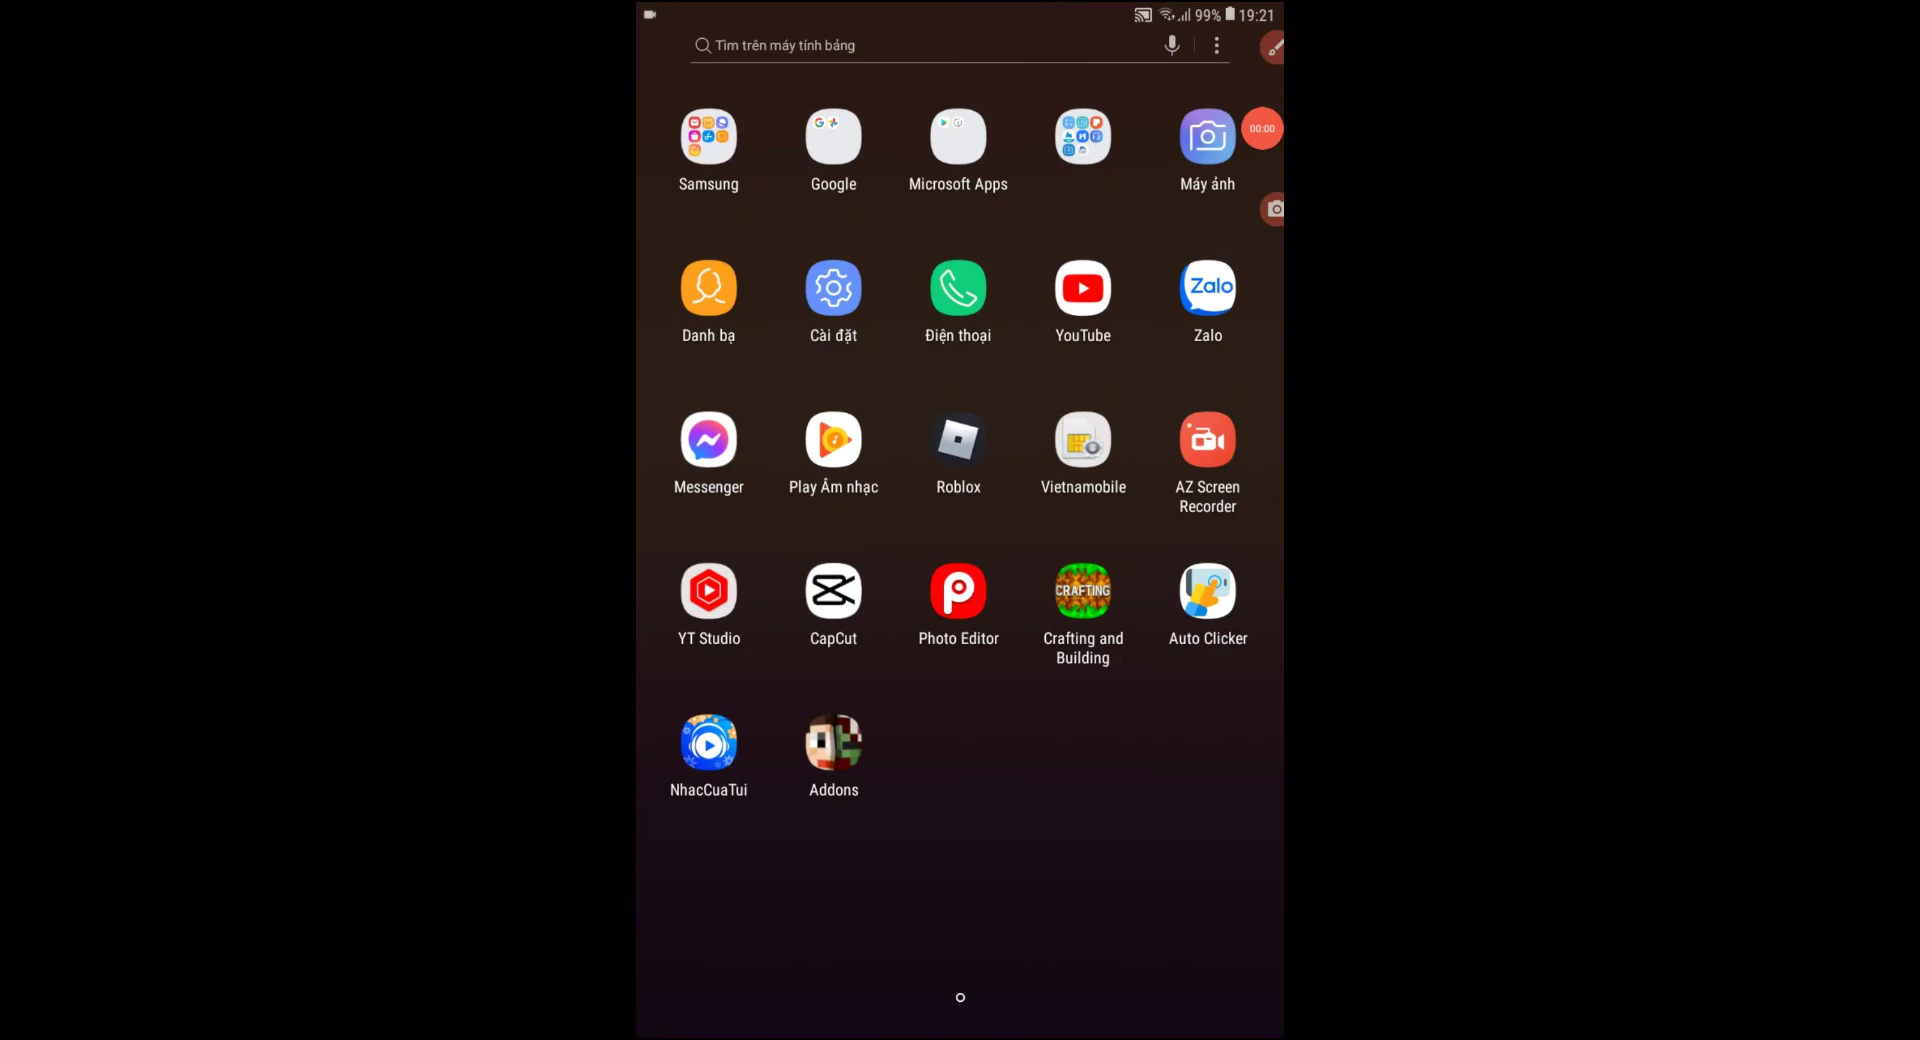 99% 19:21
Tìm trên máy tính bảng
00:00
Samsung
Google
Microsoft Apps
Máy ảnh
Danh bạ
Cài đặt
Điện thoại
YouTube
Zalo
Zalo
Messenger
Play Âm nhạc
Roblox
Vietnamobile
AZ Screen
Recorder
CRAFTING
YT Studio
CapCut
Photo Editor
Crafting and
Building
Auto Clicker
NhacCuaTui
Addons